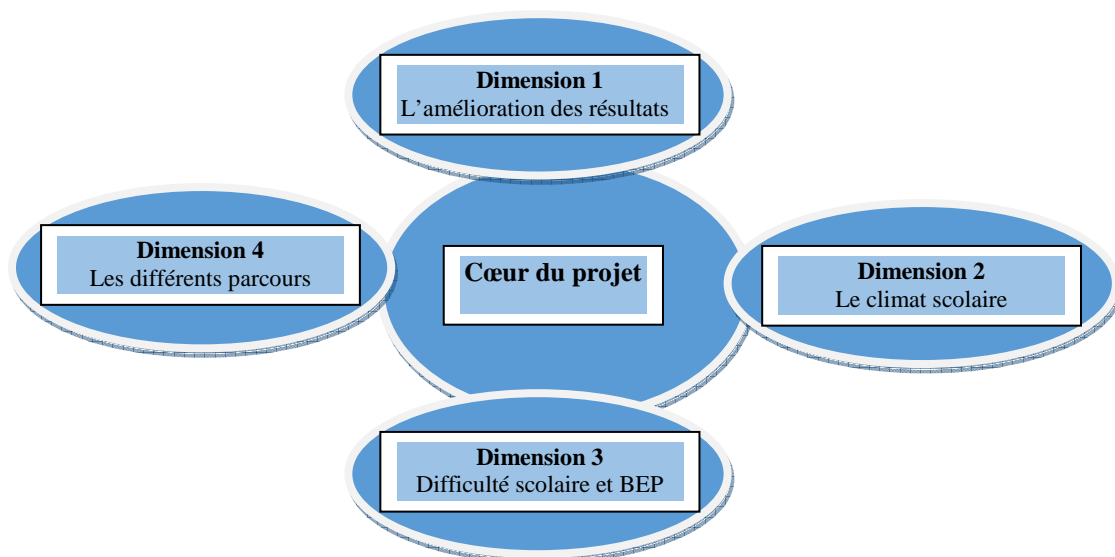 Dimension 1
L'amélioration des résultats
Dimension 4
Les différents parcours
Cœur du projet
Dimension 2
Le climat scolaire
Dimension 3
Difficulté scolaire et BEP